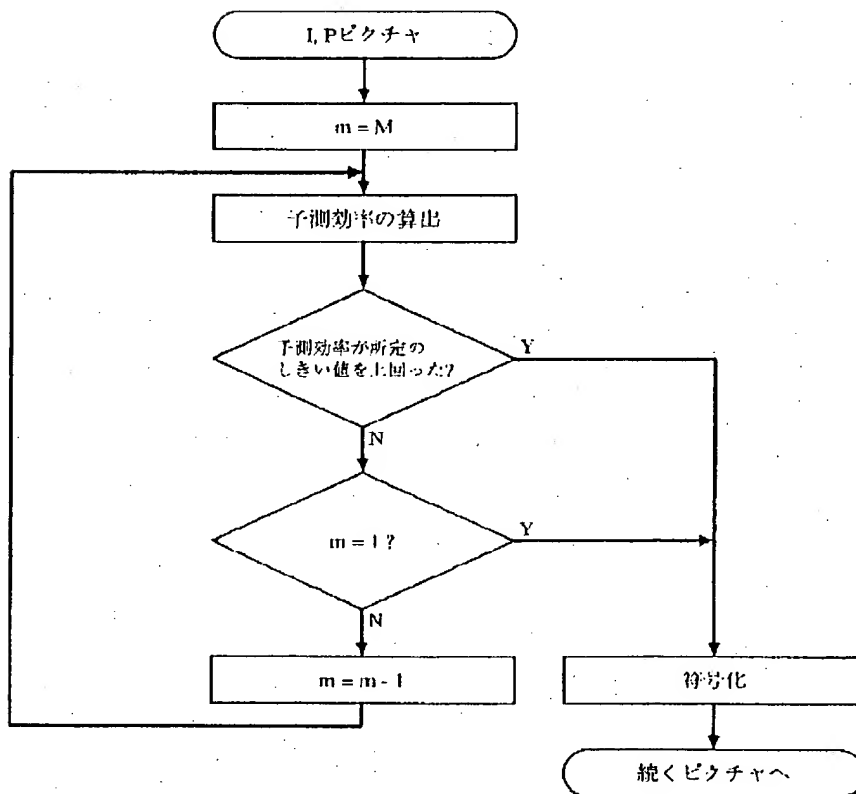 I, Pピクチャ
m = M
予測効率の算出
予測効率が所定の
しきい値を上回った?
Y
N
m = 1 ?
Y
N
m = m - 1
符号化
続くピクチャへ